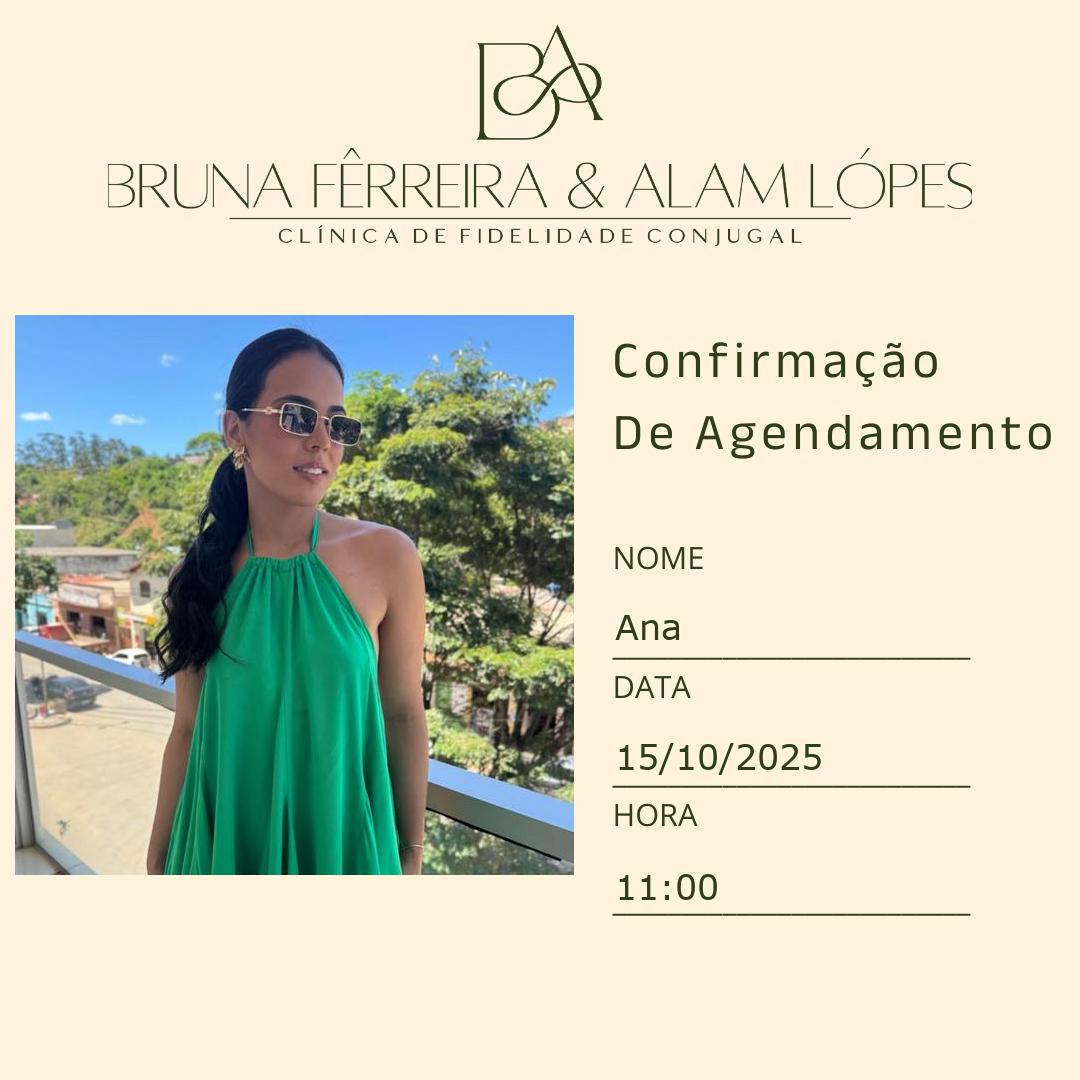 BA
BRUNA FÊRREIRA & ALAM LÓPES
CLÍNICA DE FIDELIDADE CONJUGAL
Confirmação
De Agendamento
NOME
Ana
DATA
15/10/2025
HORA
11:00